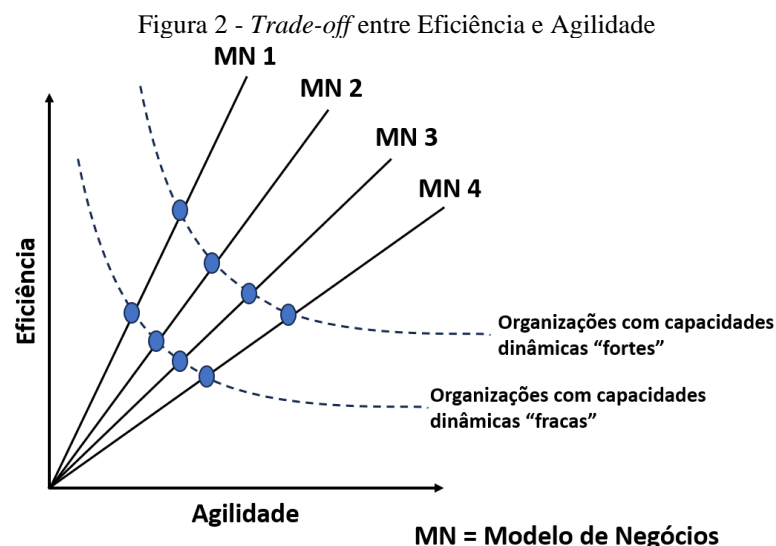 Figura 2 - Trade-off entre Eficiência e Agilidade
MN 1
MN 2
MN 3
MN 4
Eficiência
Organizações com capacidades
dinâmicas “fortes”
Organizações com capacidades
dinâmicas “fracas”
Agilidade
MN = Modelo de Negócios